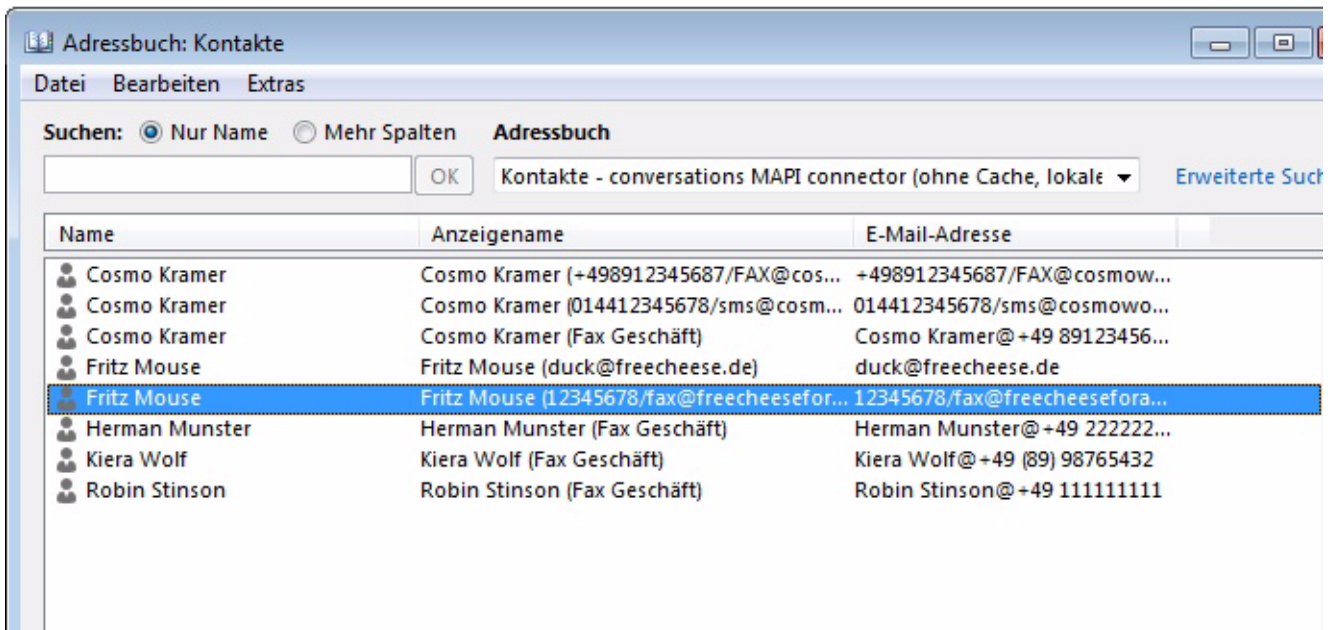 Adressbuch: Kontakte
Datei Bearbeiten Extras
Suchen: Nur Name Mehr Spalten Adressbuch
OK Kontakte - conversations MAPI connector (ohne Cache, lokale Erweiterte Such
Name Anzeigename E-Mail-Adresse
Cosmo Kramer Cosmo Kramer (+498912345687/FAX@cos... +498912345687/FAX@cosmow...
Cosmo Kramer Cosmo Kramer (014412345678/sms@cosm... 014412345678/sms@cosmowo...
Cosmo Kramer Cosmo Kramer (Fax Geschäft) Cosmo Kramer@+49 89123456...
Fritz Mouse Fritz Mouse (duck@freecheese.de) duck@freecheese.de
Fritz Mouse Fritz Mouse (12345678/fax@freecheesefor... 12345678/fax@freecheesefora...
Herman Munster Herman Munster (Fax Geschäft) Herman Munster@+49 222222...
Kiera Wolf Kiera Wolf (Fax Geschäft) Kiera Wolf@+49 (89) 98765432
Robin Stinson Robin Stinson (Fax Geschäft) Robin Stinson@+49 111111111